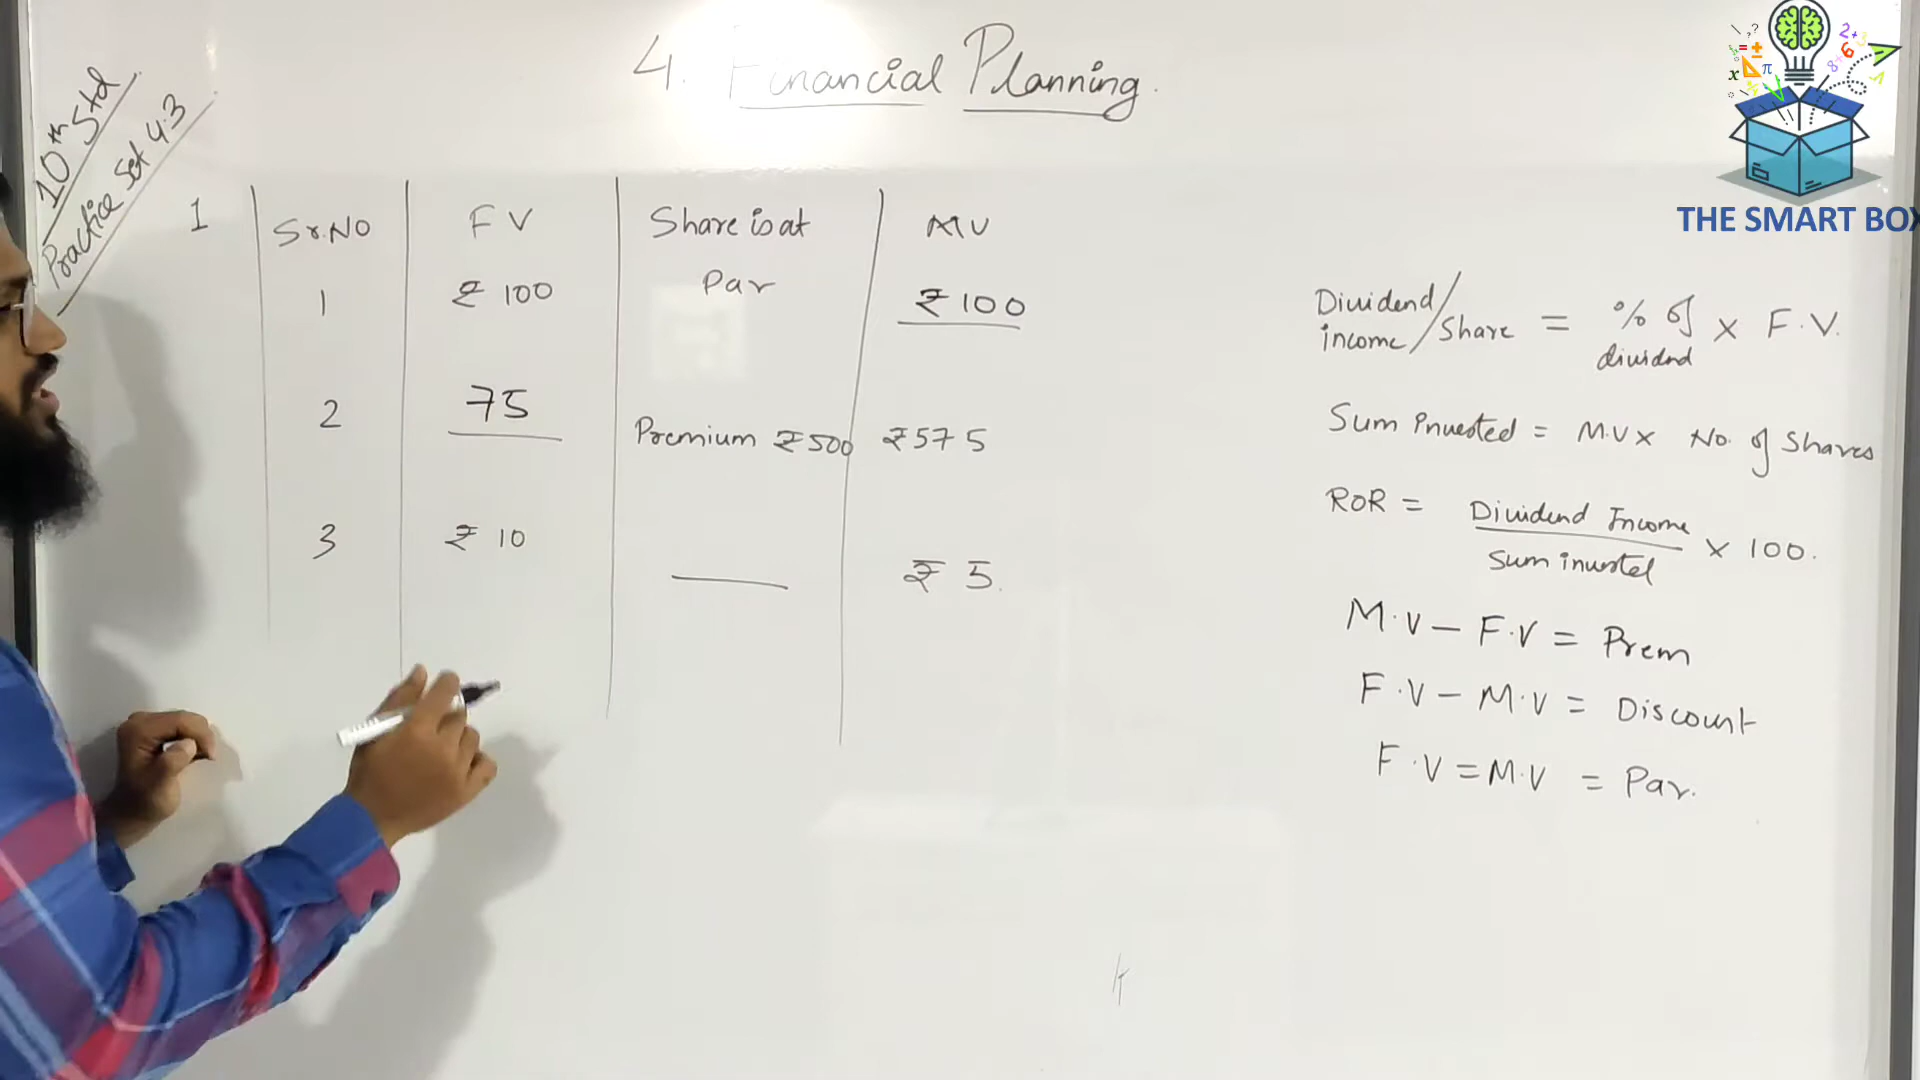 4. Financial Planning.
10th Std
Practice Set 4.3
1
Sr.No FV Share is at MV
1 ₹ 100 Par ₹ 100
2 75 Premium ₹500 ₹575
3 ₹ 10 — ₹ 5.
Dividend income/Share = % of dividend × F.V.
Sum invested = M.V × No. of Shares
ROR = Dividend Income / Sum invested × 100.
M.V – F.V = Prem
F.V – M.V = Discount
F.V = M.V = Par.
THE SMART BOX